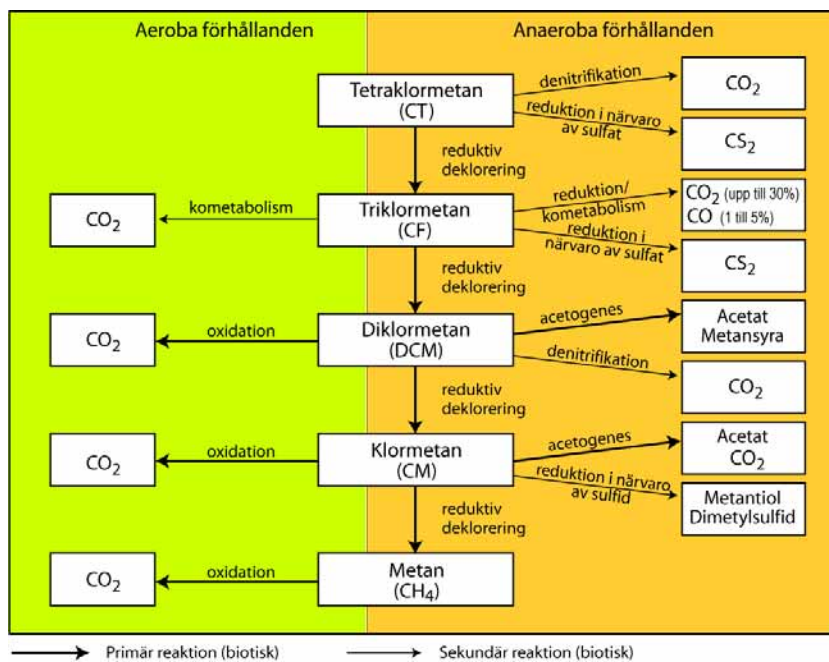 Aeroba förhållanden
Anaeroba förhållanden
Tetraklormetan
(CT)
denitrifikation
CO₂
reduktion i närvaro
av sulfat
CS₂
reduktiv
deklorering
CO₂
kometabolism
Triklormetan
(CF)
reduktion/
kometabolism
CO₂ (upp till 30%)
CO (1 till 5%)
reduktion i
närvaro av sulfat
CS₂
reduktiv
deklorering
CO₂
oxidation
Diklormetan
(DCM)
acetogenes
Acetat
Metansyra
denitrifikation
CO₂
reduktiv
deklorering
CO₂
oxidation
Klormetan
(CM)
acetogenes
Acetat
CO₂
reduktion i närvaro
av sulfid
Metantiol
Dimetylsulfid
reduktiv
deklorering
CO₂
oxidation
Metan
(CH₄)
Primär reaktion (biotisk)
Sekundär reaktion (biotisk)